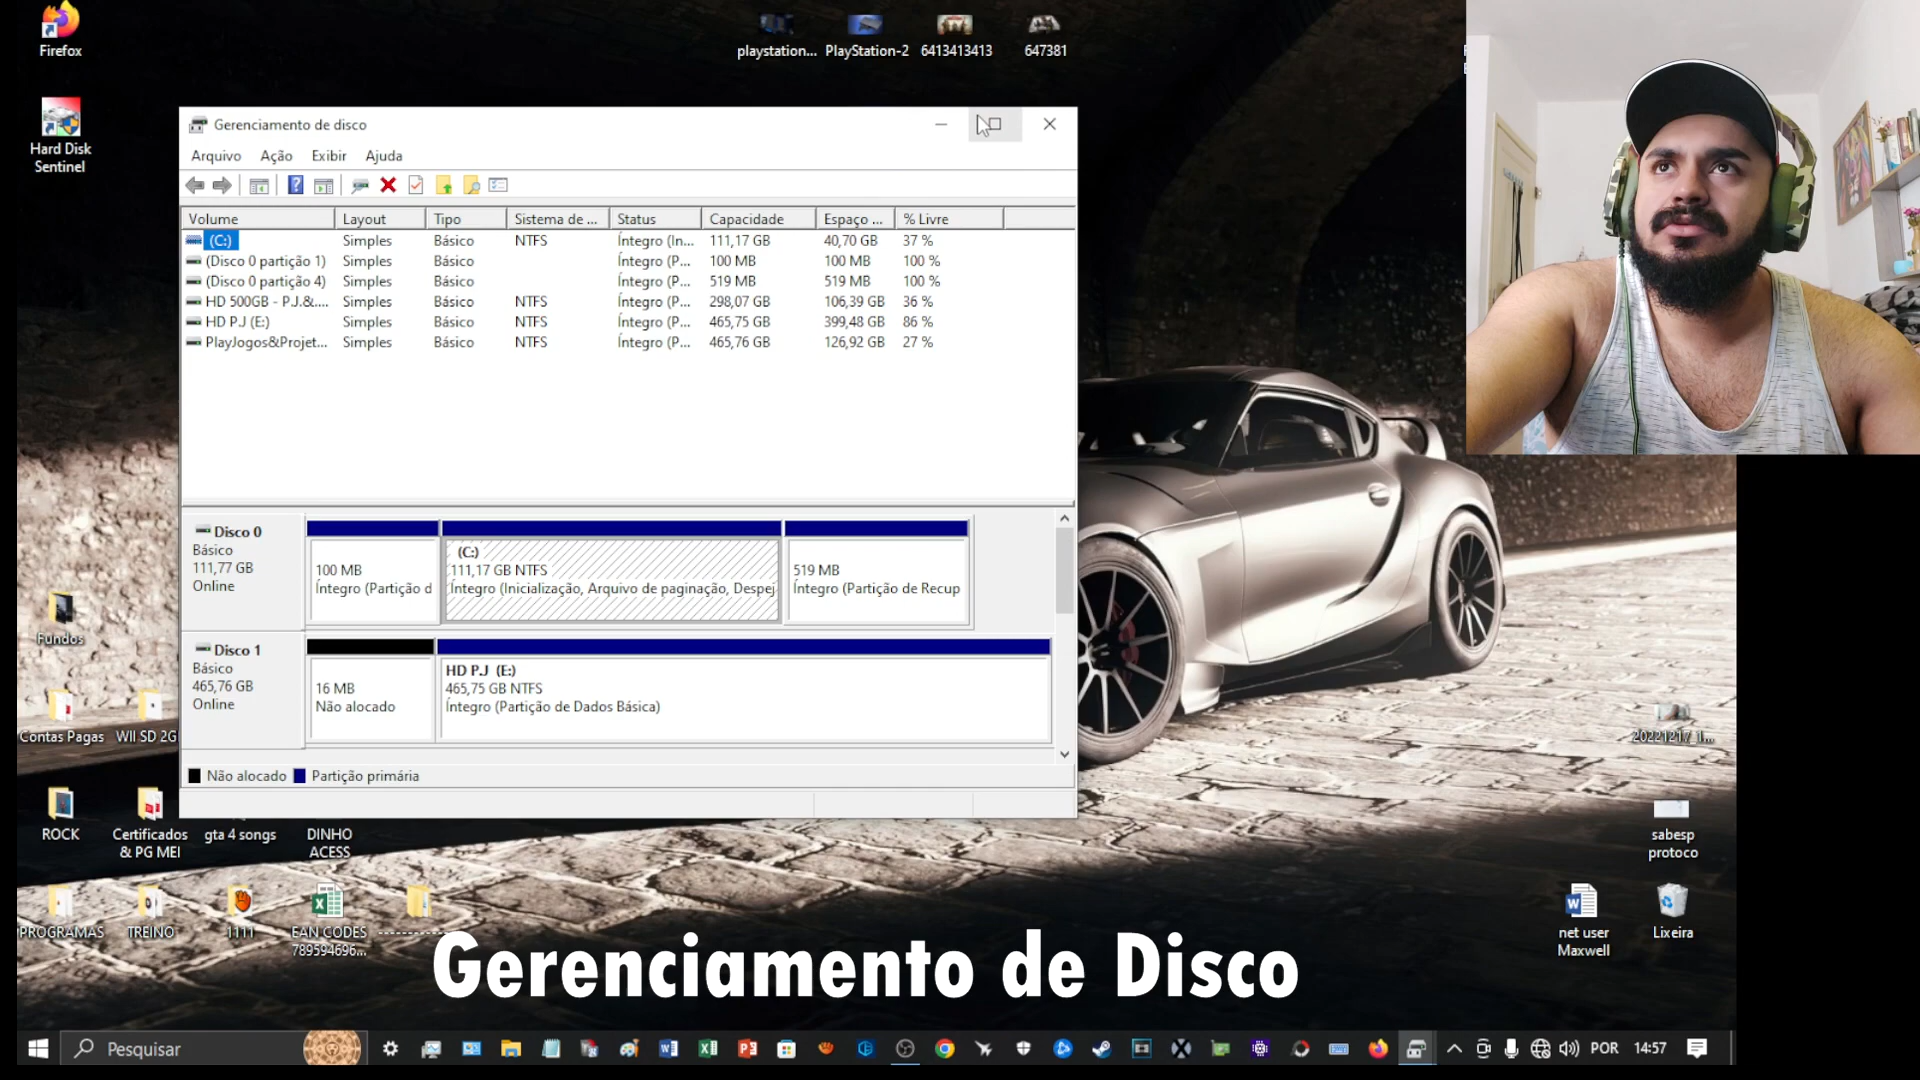 Firefox
playstation...
PlayStation-2
6413413413
647381
Hard Disk
Sentinel
Gerenciamento de disco
Arquivo Ação Exibir Ajuda
Volume Layout Tipo Sistema de ... Status Capacidade Espaço ... % Livre
(C:) Simples Básico NTFS Íntegro (In... 111,17 GB 40,70 GB 37 %
(Disco 0 partição 1) Simples Básico Íntegro (P... 100 MB 100 MB 100 %
(Disco 0 partição 4) Simples Básico Íntegro (P... 519 MB 519 MB 100 %
HD 500GB - P.J.&.... Simples Básico NTFS Íntegro (P... 298,07 GB 106,39 GB 36 %
HD P.J (E:) Simples Básico NTFS Íntegro (P... 465,75 GB 399,48 GB 86 %
PlayJogos&Projet... Simples Básico NTFS Íntegro (P... 465,76 GB 126,92 GB 27 %
Disco 0
Básico
111,77 GB
Online
100 MB
Íntegro (Partição d
(C:)
111,17 GB NTFS
Íntegro (Inicialização, Arquivo de paginação, Despej
519 MB
Íntegro (Partição de Recup
Disco 1
Básico
465,76 GB
Online
16 MB
Não alocado
HD P.J (E:)
465,75 GB NTFS
Íntegro (Partição de Dados Básica)
Não alocado Partição primária
Fundos
Contas Pagas
WII SD 2G
ROCK
Certificados
& PG MEI
gta 4 songs
DINHO
ACESS
PROGRAMAS
TREINO
1111
EAN CODES
789594696...
20221217_1...
sabesp
protoco
net user
Maxwell
Lixeira
Gerenciamento de Disco
Pesquisar
POR
14:57